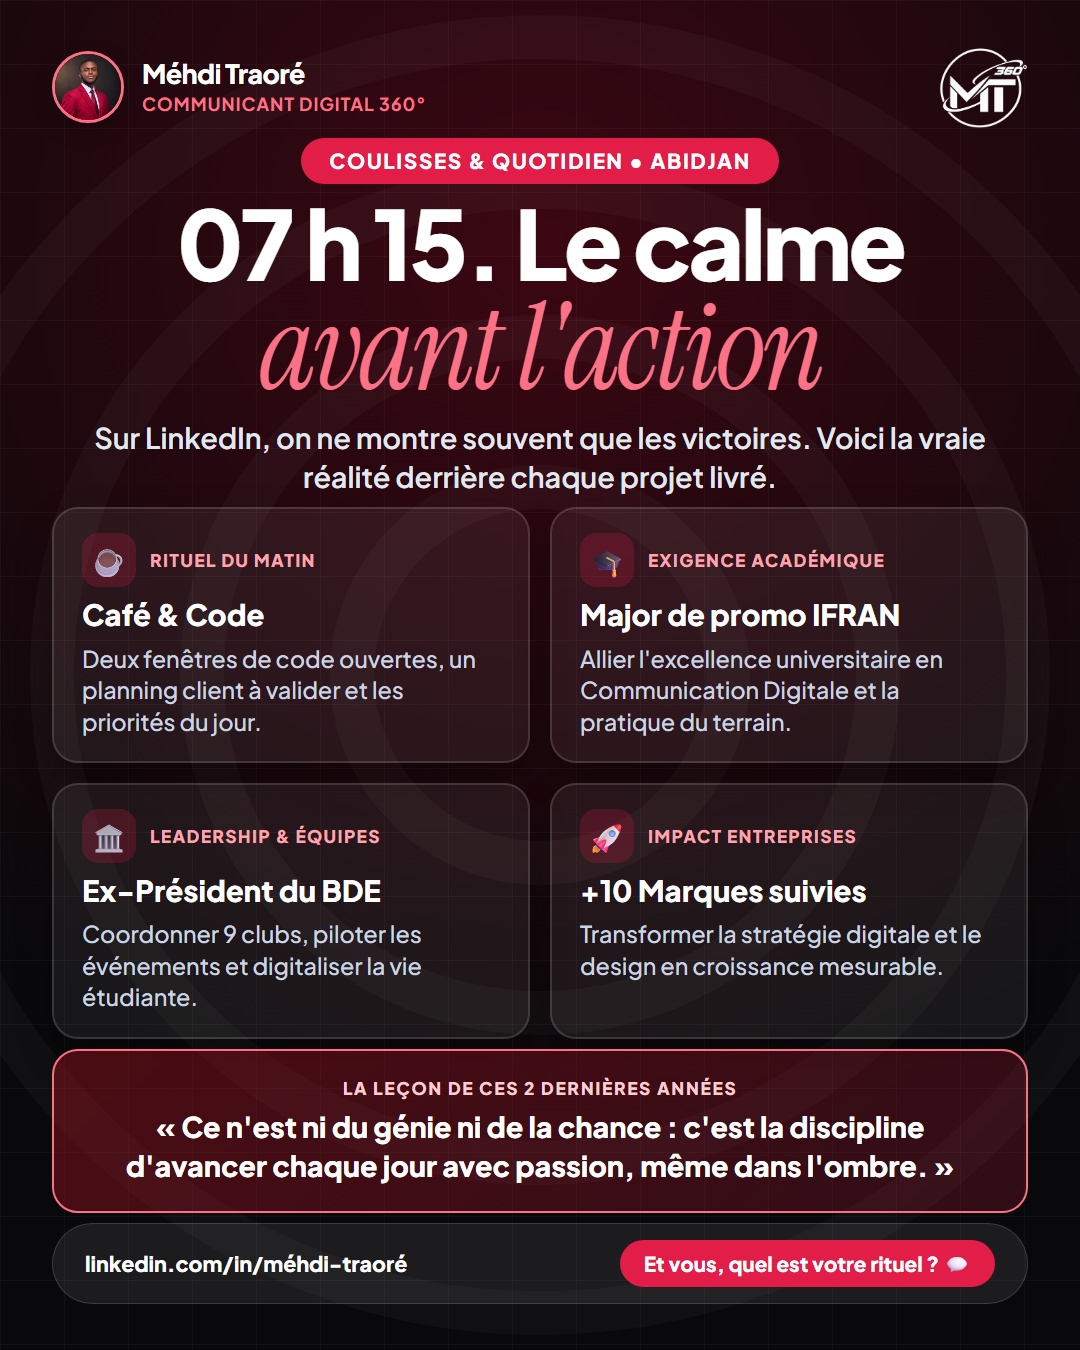 Méhdi Traoré
COMMUNICANT DIGITAL 360°
MT 360°
COULISSES & QUOTIDIEN • ABIDJAN
07 h 15. Le calme
avant l'action
Sur LinkedIn, on ne montre souvent que les victoires. Voici la vraie
réalité derrière chaque projet livré.
RITUEL DU MATIN
Café & Code
Deux fenêtres de code ouvertes, un
planning client à valider et les
priorités du jour.
EXIGENCE ACADÉMIQUE
Major de promo IFRAN
Allier l'excellence universitaire en
Communication Digitale et la
pratique du terrain.
LEADERSHIP & ÉQUIPES
Ex-Président du BDE
Coordonner 9 clubs, piloter les
événements et digitaliser la vie
étudiante.
IMPACT ENTREPRISES
+10 Marques suivies
Transformer la stratégie digitale et le
design en croissance mesurable.
LA LEÇON DE CES 2 DERNIÈRES ANNÉES
« Ce n'est ni du génie ni de la chance : c'est la discipline
d'avancer chaque jour avec passion, même dans l'ombre. »
linkedin.com/in/méhdi-traoré
Et vous, quel est votre rituel ?